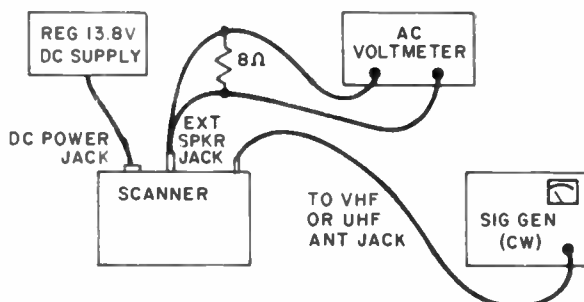 REG 13.8V
DC SUPPLY
8Ω
AC
VOLTMETER
EXT
SPKR
JACK
DC POWER
JACK
SCANNER
TO VHF
OR UHF
ANT JACK
SIG GEN
(CW)